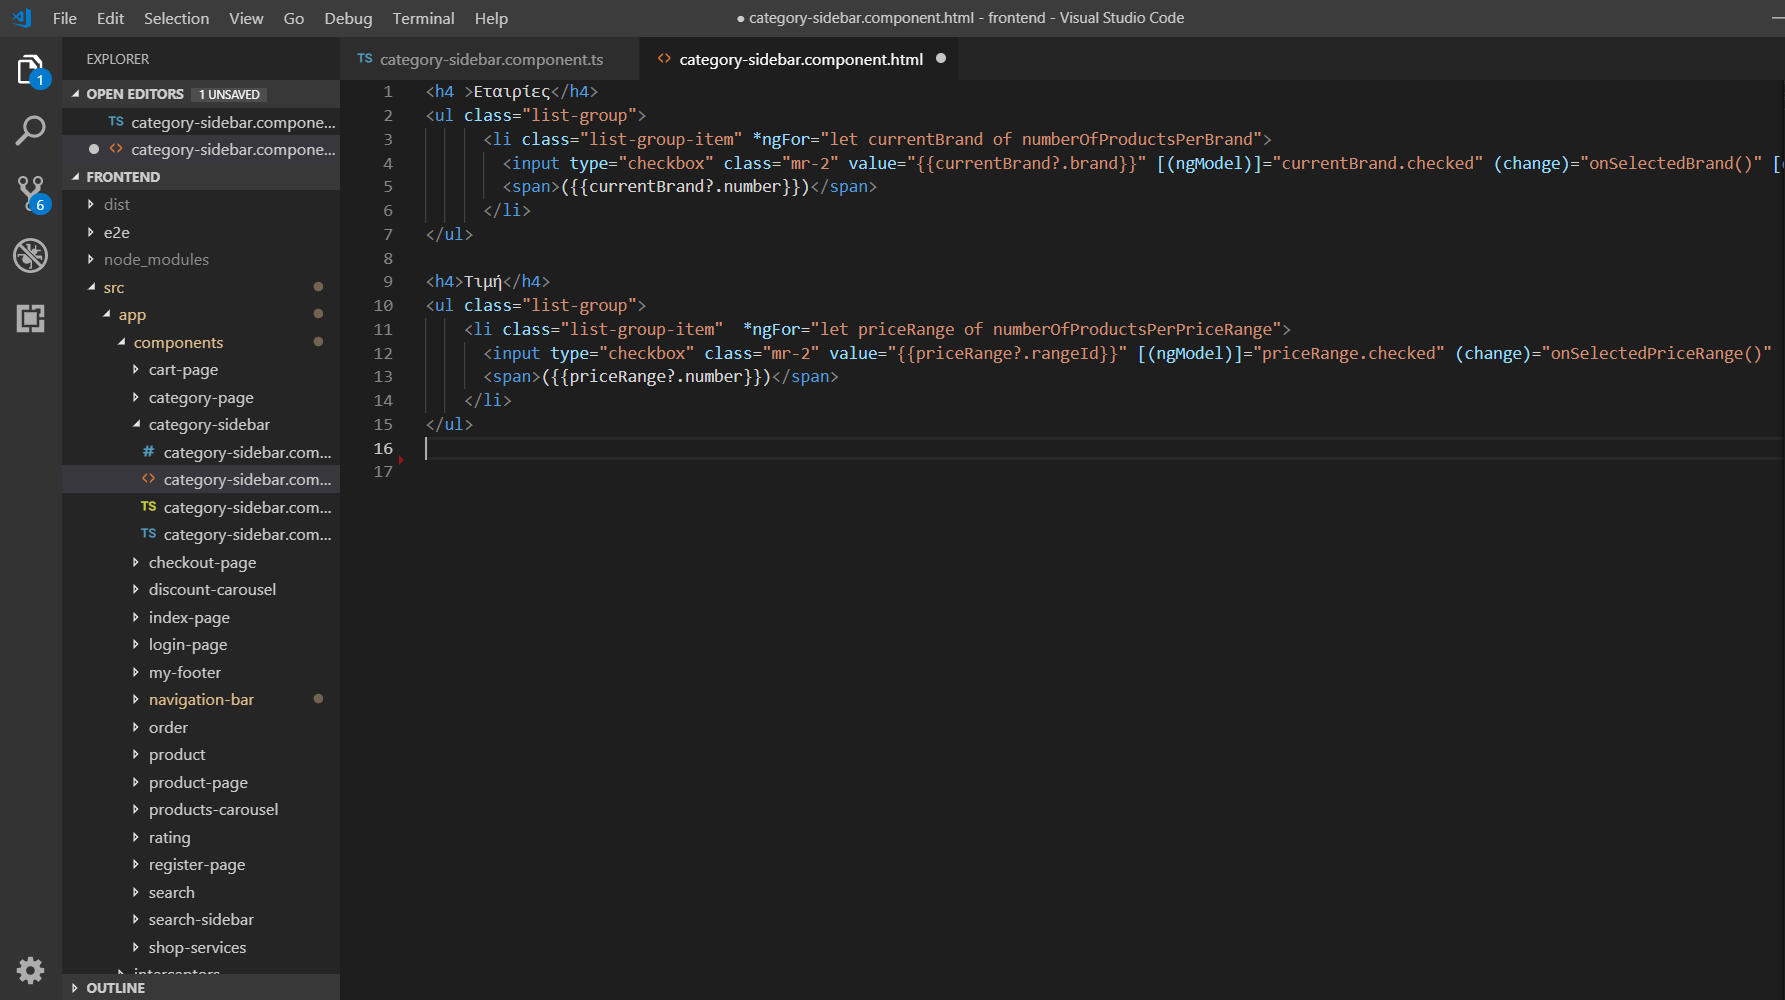 File Edit Selection View Go Debug Terminal Help ● category-sidebar.component.html - frontend - Visual Studio Code
EXPLORER
OPEN EDITORS 1 UNSAVED
TS category-sidebar.compone...
<> category-sidebar.compone...
FRONTEND
dist
e2e
node_modules
src
app
components
cart-page
category-page
category-sidebar
# category-sidebar.com...
<> category-sidebar.com...
TS category-sidebar.com...
TS category-sidebar.com...
checkout-page
discount-carousel
index-page
login-page
my-footer
navigation-bar
order
product
product-page
products-carousel
rating
register-page
search
search-sidebar
shop-services
interceptors
OUTLINE
1
6
TS category-sidebar.component.ts
<> category-sidebar.component.html ●
1 <h4 >Εταιρίες</h4>
2 <ul class="list-group">
3 <li class="list-group-item" *ngFor="let currentBrand of numberOfProductsPerBrand">
4 <input type="checkbox" class="mr-2" value="{{currentBrand?.brand}}" [(ngModel)]="currentBrand.checked" (change)="onSelectedBrand()" [
5 <span>({{currentBrand?.number}})</span>
6 </li>
7 </ul>
8
9 <h4>Τιμή</h4>
10 <ul class="list-group">
11 <li class="list-group-item"  *ngFor="let priceRange of numberOfProductsPerPriceRange">
12 <input type="checkbox" class="mr-2" value="{{priceRange?.rangeId}}" [(ngModel)]="priceRange.checked" (change)="onSelectedPriceRange()"
13 <span>({{priceRange?.number}})</span>
14 </li>
15 </ul>
16
17